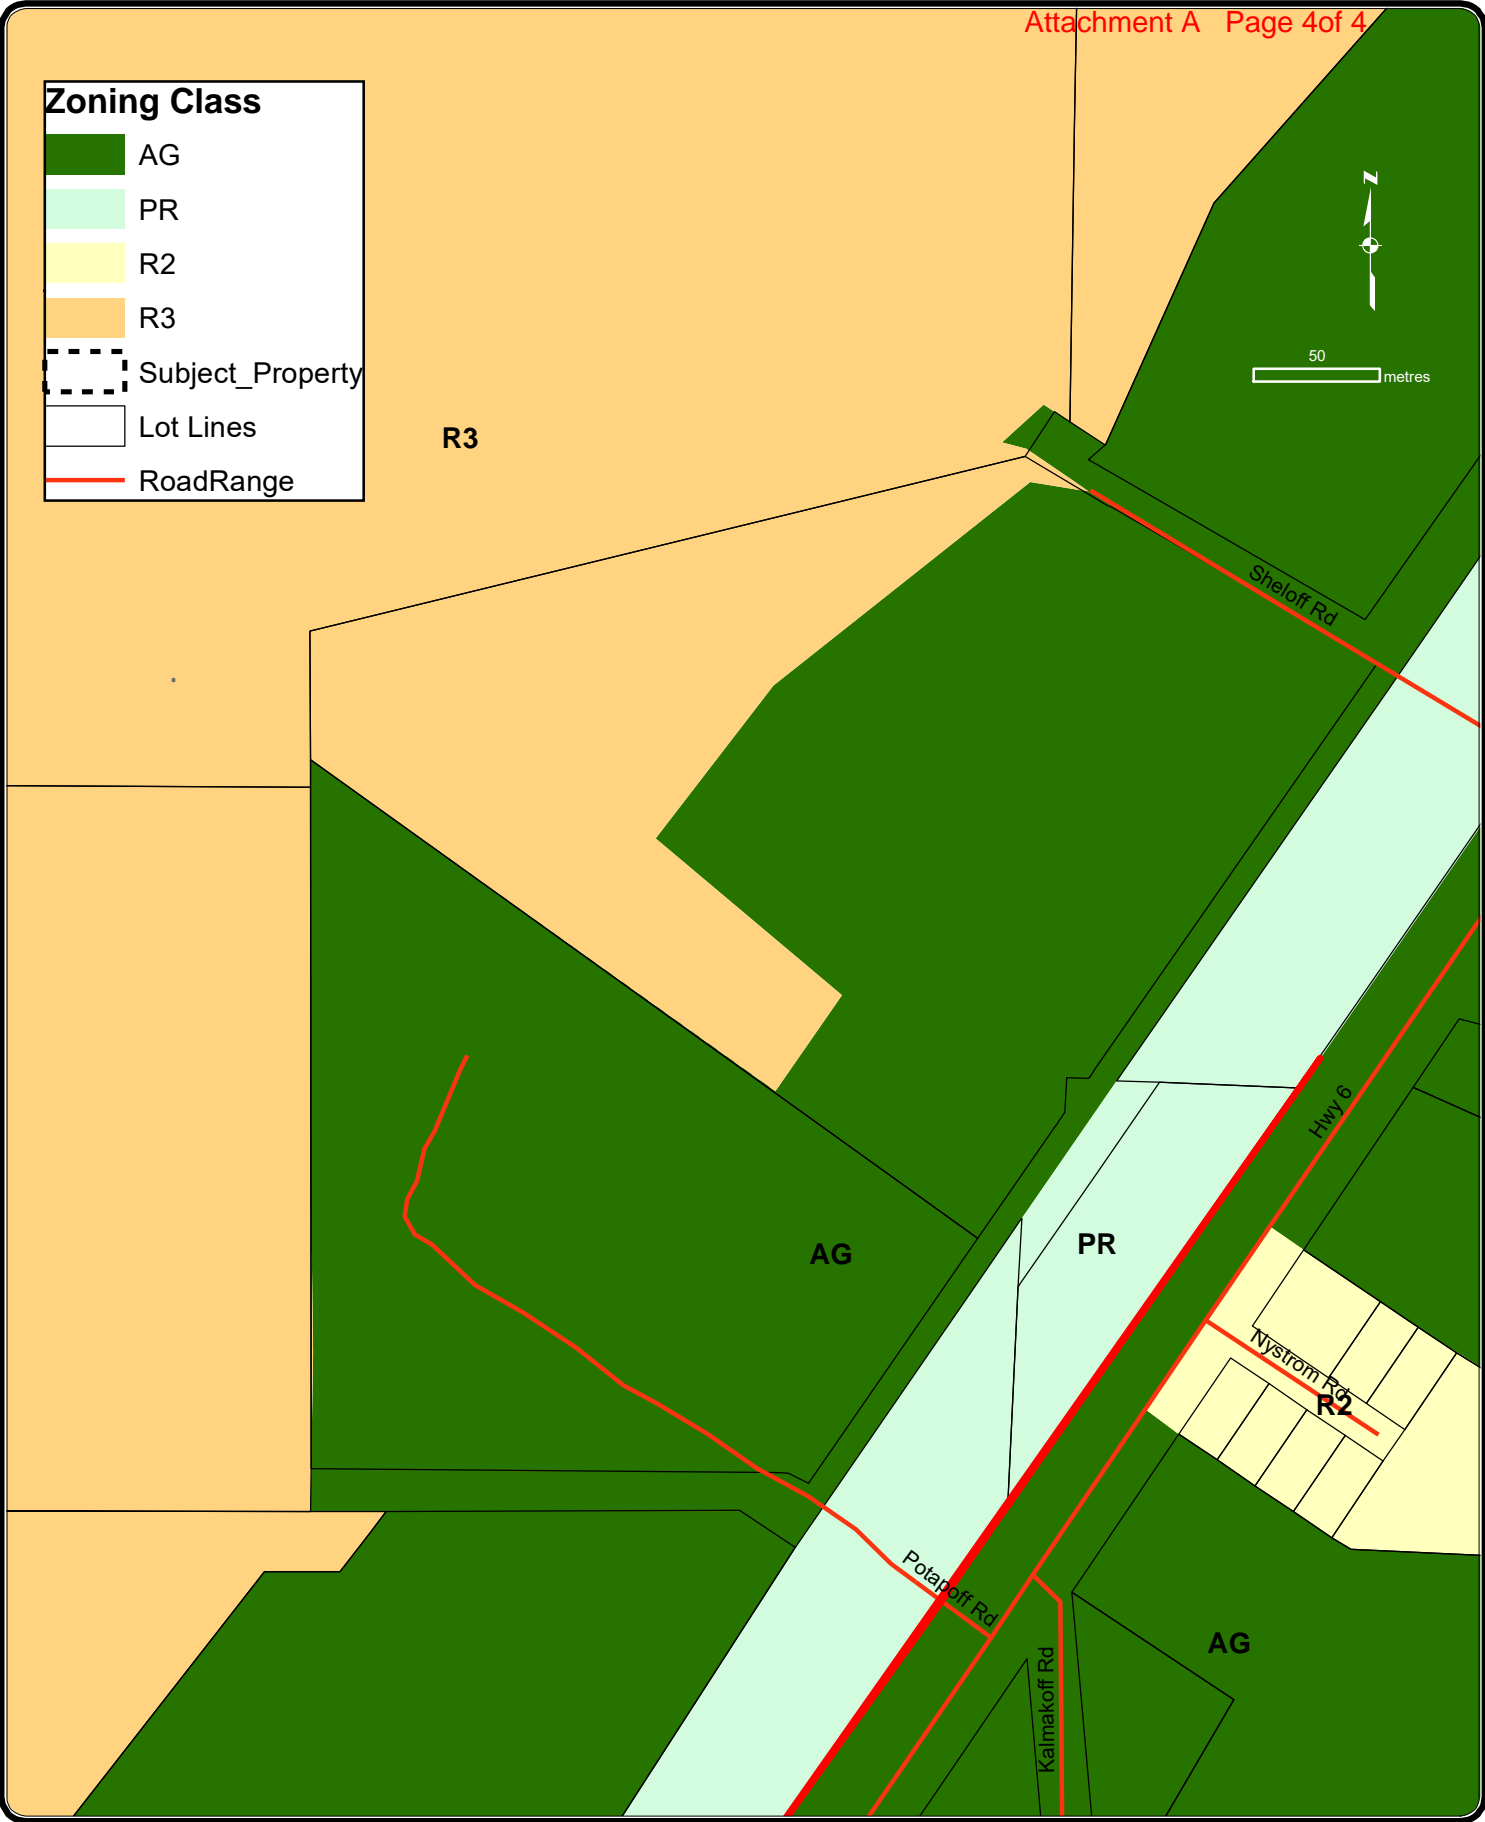 Attachment A Page 4of 4
Zoning Class
AG
PR
R2
R3
Subject_Property
Lot Lines
RoadRange
N
50
metres
R3
Sheloff Rd
Hwy 6
AG
PR
Nystrom Rd
R2
Potapoff Rd
Kalmakoff Rd
AG